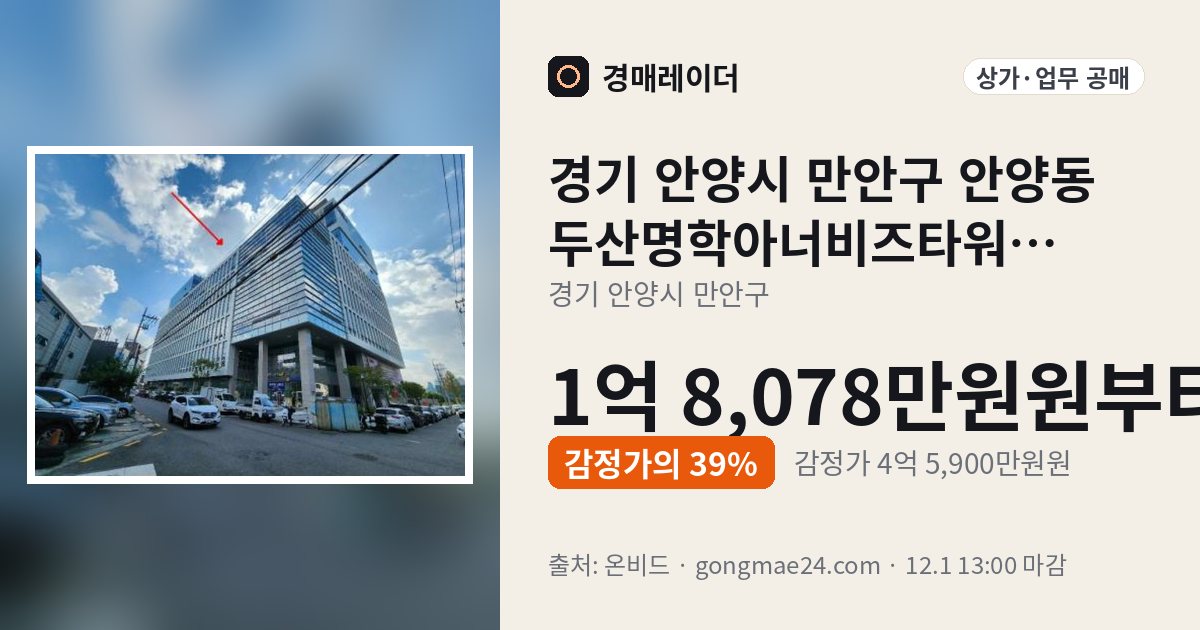 경매레이더
상가·업무 공매
경기 안양시 만안구 안양동
두산명학아너비즈타워…
경기 안양시 만안구
1억 8,078만원원부터
감정가의 39%
감정가 4억 5,900만원원
출처: 온비드 · gongmae24.com · 12.1 13:00 마감